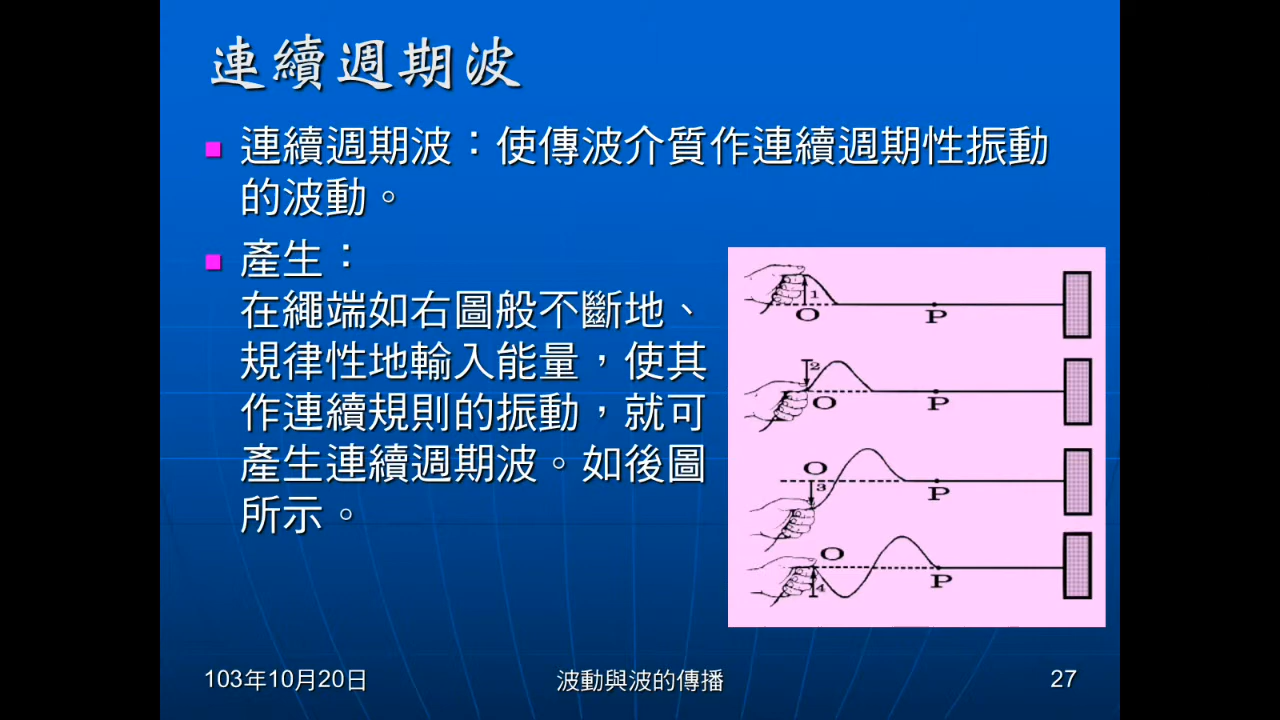 連續週期波
連續週期波：使傳波介質作連續週期性振動
的波動。
產生：
在繩端如右圖般不斷地、
規律性地輸入能量，使其
作連續規則的振動，就可
產生連續週期波。如後圖
所示。
1
O
P
2
O
P
O
3
P
O
4
P
103年10月20日
波動與波的傳播
27